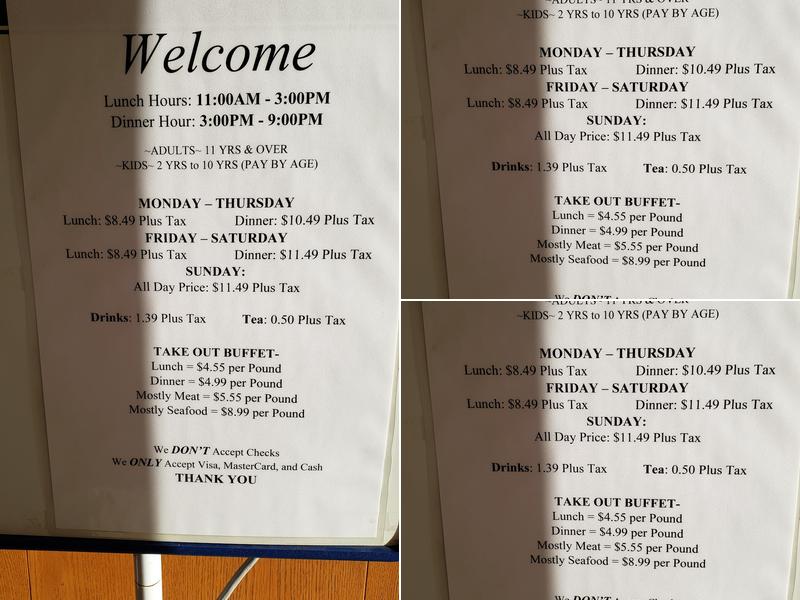 Welcome
Lunch Hours: 11:00AM - 3:00PM
Dinner Hour: 3:00PM - 9:00PM
~ADULTS~ 11 YRS & OVER
~KIDS~ 2 YRS to 10 YRS (PAY BY AGE)
MONDAY – THURSDAY
Lunch: $8.49 Plus Tax Dinner: $10.49 Plus Tax
FRIDAY – SATURDAY
Lunch: $8.49 Plus Tax Dinner: $11.49 Plus Tax
SUNDAY:
All Day Price: $11.49 Plus Tax
Drinks: 1.39 Plus Tax Tea: 0.50 Plus Tax
TAKE OUT BUFFET-
Lunch = $4.55 per Pound
Dinner = $4.99 per Pound
Mostly Meat = $5.55 per Pound
Mostly Seafood = $8.99 per Pound
We DON'T Accept Checks
We ONLY Accept Visa, MasterCard, and Cash
THANK YOU
~ADULTS~ 11 YRS & OVER
~KIDS~ 2 YRS to 10 YRS (PAY BY AGE)
MONDAY – THURSDAY
Lunch: $8.49 Plus Tax Dinner: $10.49 Plus Tax
FRIDAY – SATURDAY
Lunch: $8.49 Plus Tax Dinner: $11.49 Plus Tax
SUNDAY:
All Day Price: $11.49 Plus Tax
Drinks: 1.39 Plus Tax Tea: 0.50 Plus Tax
TAKE OUT BUFFET-
Lunch = $4.55 per Pound
Dinner = $4.99 per Pound
Mostly Meat = $5.55 per Pound
Mostly Seafood = $8.99 per Pound
We DON'T
~ADULTS~ 11 YRS & OVER
~KIDS~ 2 YRS to 10 YRS (PAY BY AGE)
MONDAY – THURSDAY
Lunch: $8.49 Plus Tax Dinner: $10.49 Plus Tax
FRIDAY – SATURDAY
Lunch: $8.49 Plus Tax Dinner: $11.49 Plus Tax
SUNDAY:
All Day Price: $11.49 Plus Tax
Drinks: 1.39 Plus Tax Tea: 0.50 Plus Tax
TAKE OUT BUFFET-
Lunch = $4.55 per Pound
Dinner = $4.99 per Pound
Mostly Meat = $5.55 per Pound
Mostly Seafood = $8.99 per Pound
We DON'T